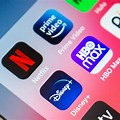 prime video
Prime Video
N
Netflix
HBO
max
HBO Max
Disney+
Disney+